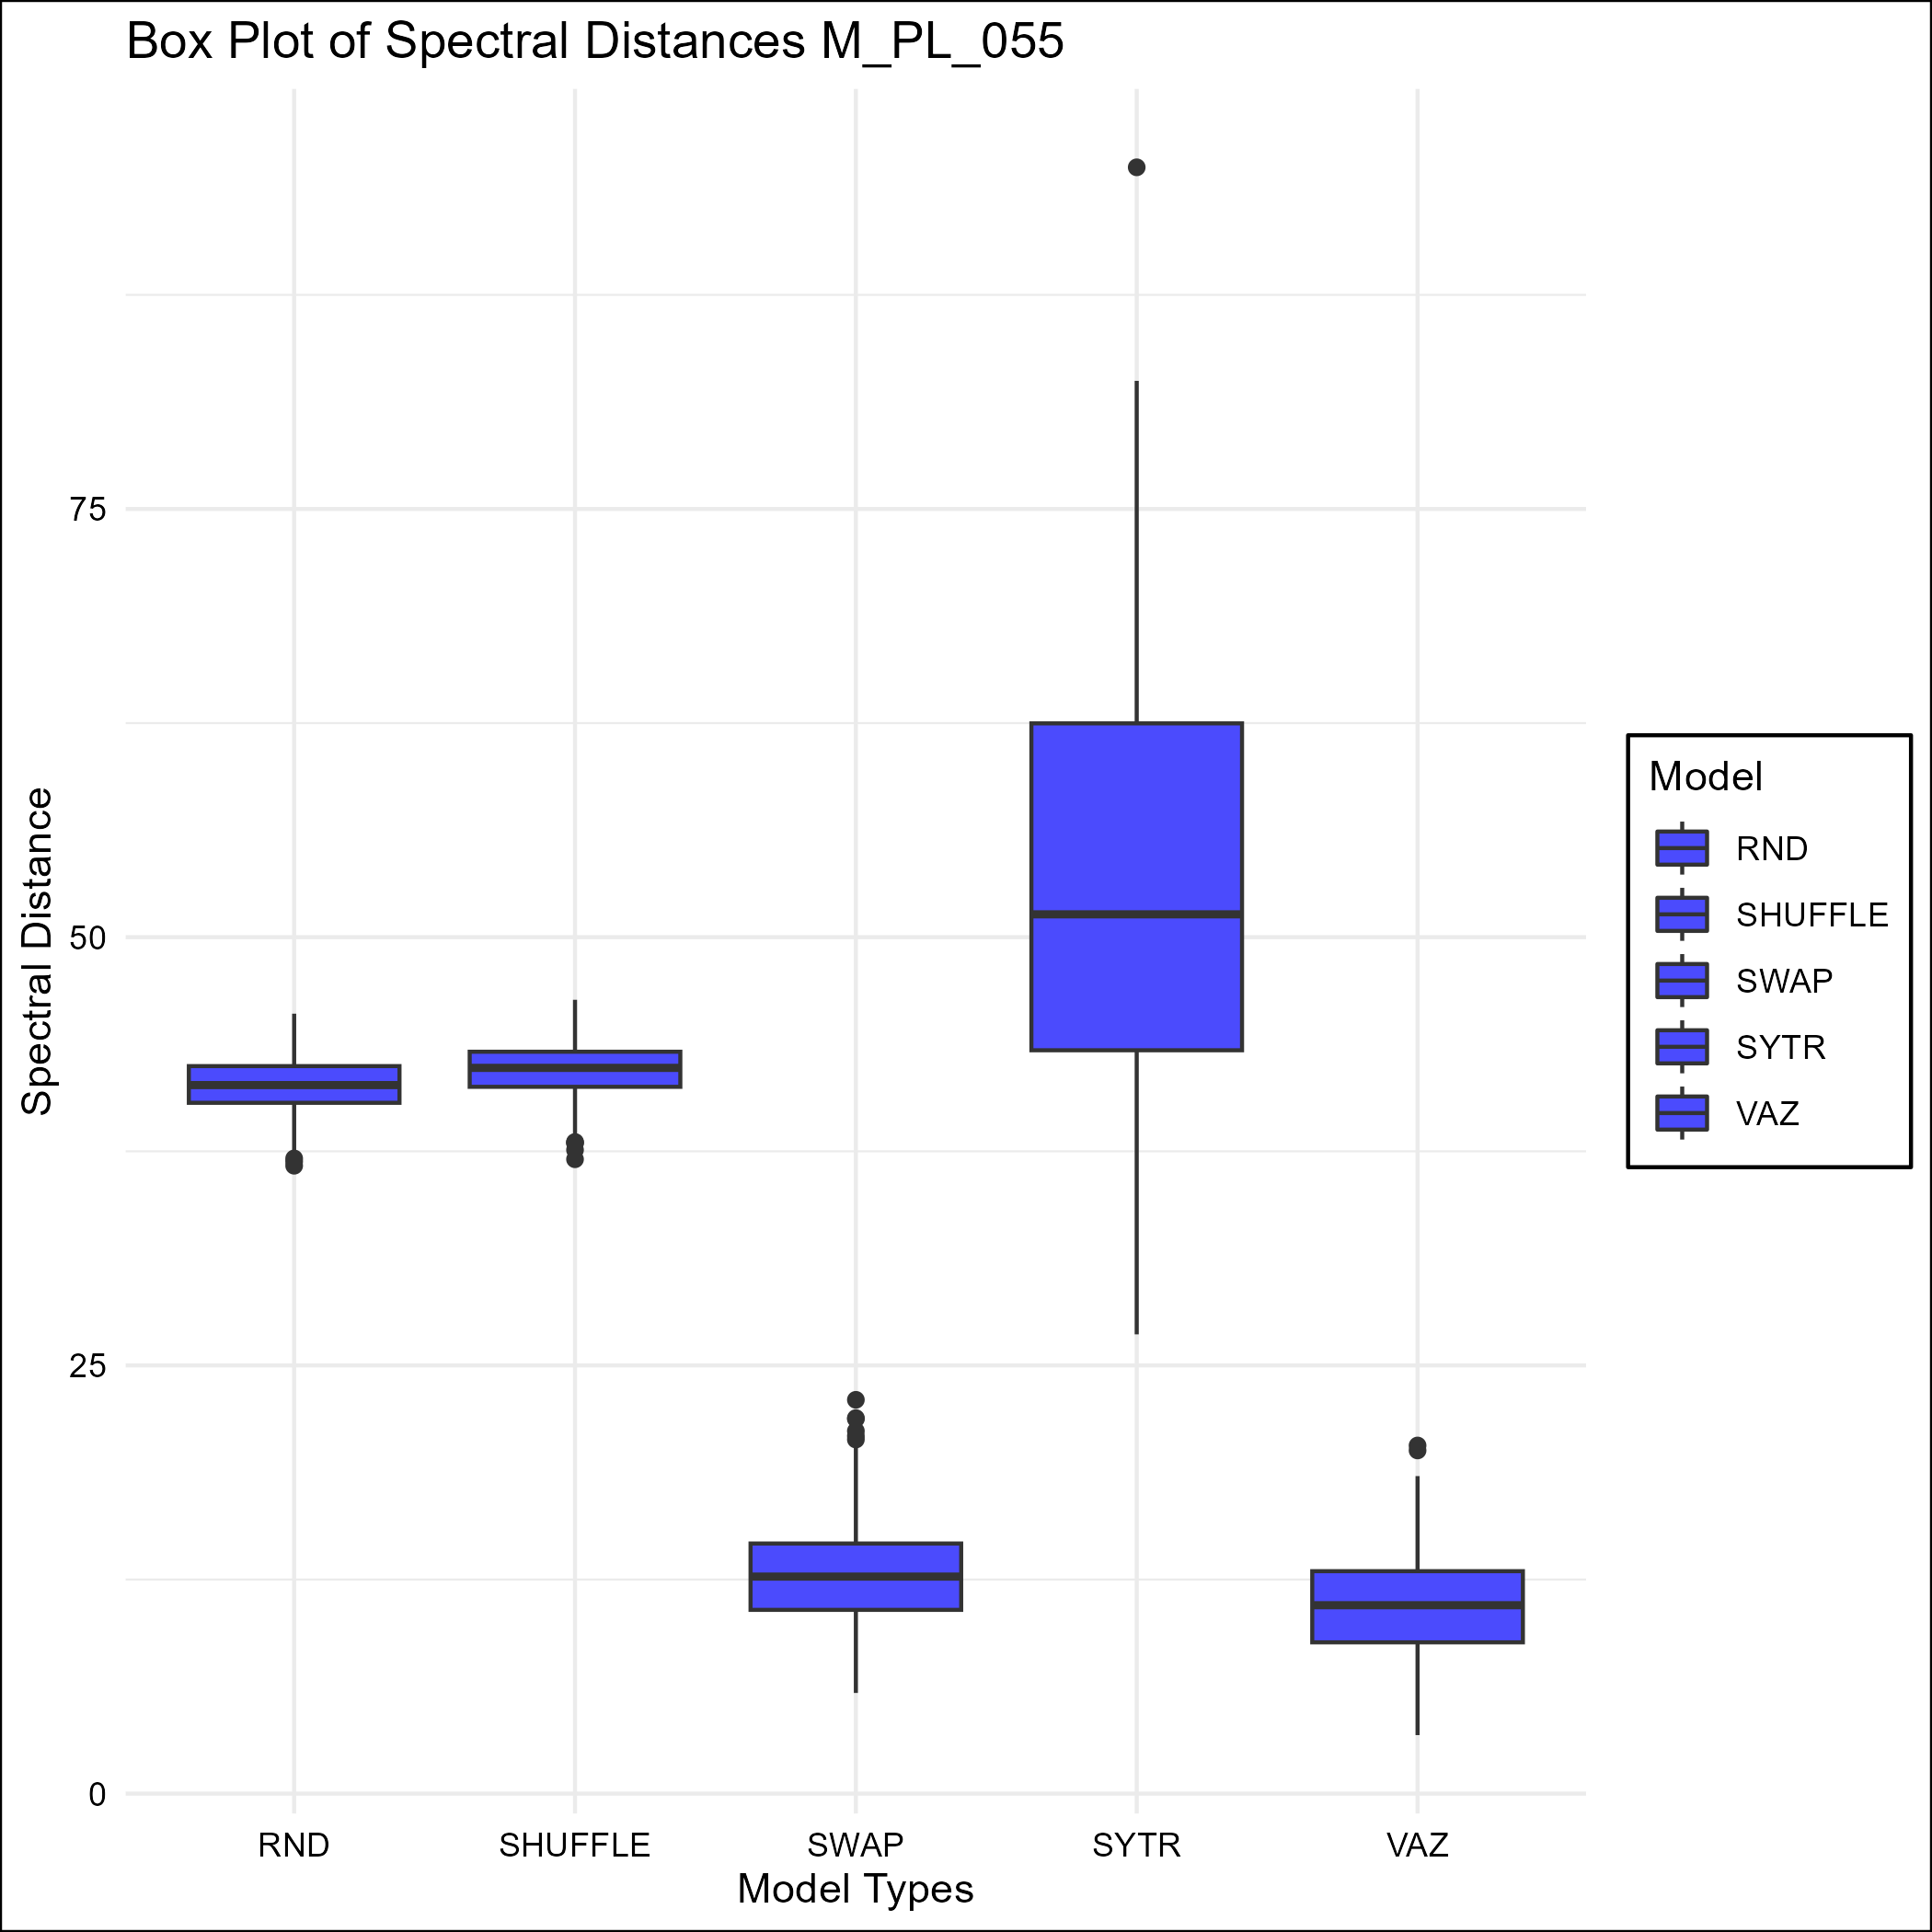 Box Plot of Spectral Distances M_PL_055
Spectral Distance
75
50
25
0
RND
SHUFFLE
SWAP
SYTR
VAZ
Model Types
Model
RND
SHUFFLE
SWAP
SYTR
VAZ